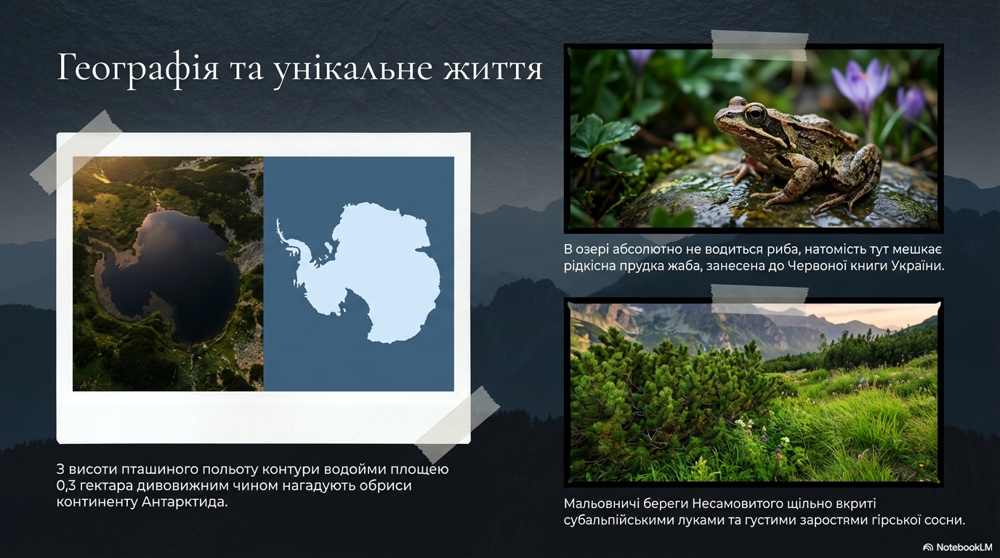 Географія та унікальне життя
З висоти пташиного польоту контури водойми площею
0,3 гектара дивовижним чином нагадують обриси
континенту Антарктида.
В озері абсолютно не водиться риба, натомість тут мешкає
рідкісна прудка жаба, занесена до Червоної книги України.
Мальовничі береги Несамовитого щільно вкриті
субальпійськими луками та густими заростями гірської сосни.
NotebookLM